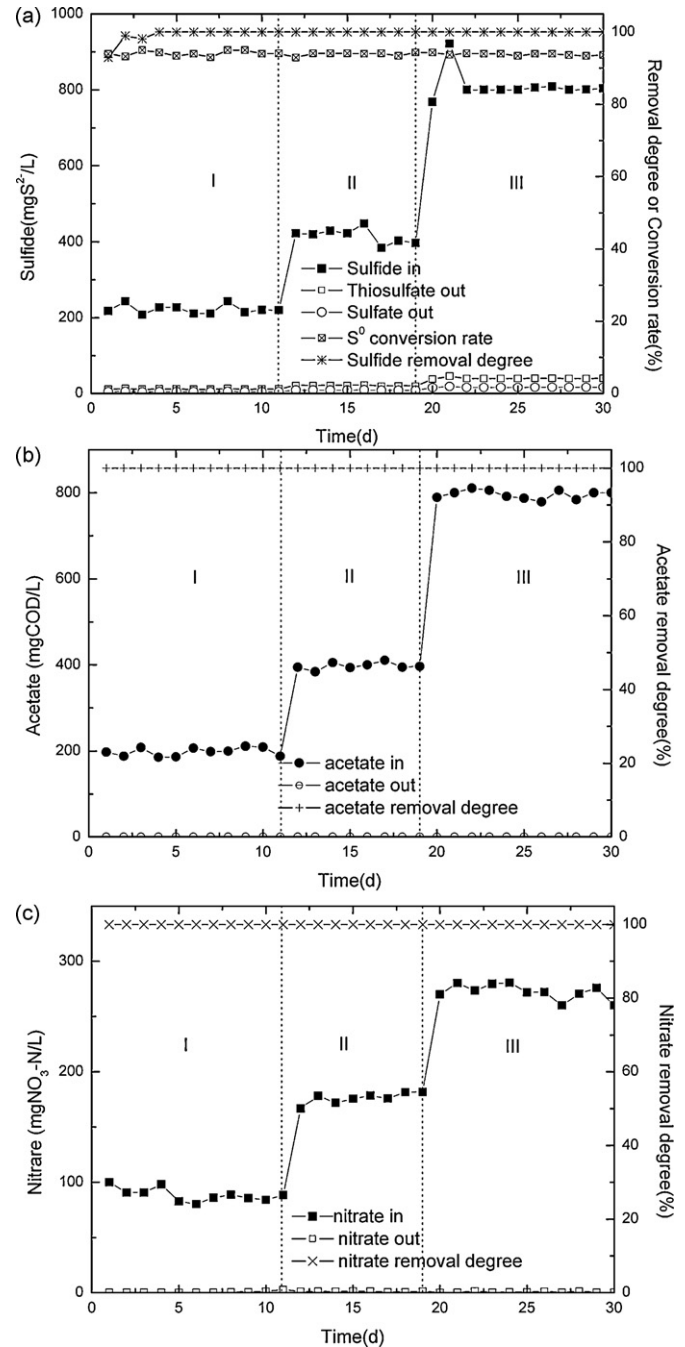 (a)
1000
800
600
400
200
0
Sulfide(mgS²⁻/L)
100
80
60
40
20
0
Removal degree or Conversion rate(%)
I
II
III
Sulfide in
Thiosulfate out
Sulfate out
S⁰ conversion rate
Sulfide removal degree
0 5 10 15 20 25 30
Time(d)
(b)
800
600
400
200
0
Acetate (mgCOD/L)
100
80
60
40
20
0
Acetate removal degree(%)
I
II
III
acetate in
acetate out
acetate removal degree
0 5 10 15 20 25 30
Time(d)
(c)
300
200
100
0
Nitrare (mgNO₃-N/L)
100
80
60
40
20
0
Nitrate removal degree(%)
I
II
III
nitrate in
nitrate out
nitrate removal degree
0 5 10 15 20 25 30
Time(d)